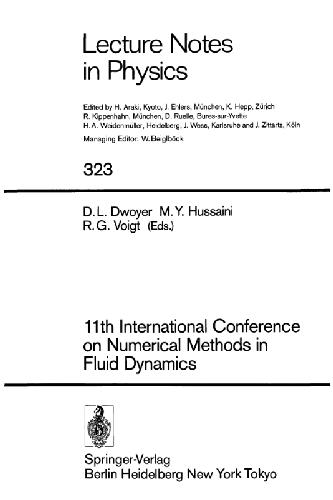 Lecture Notes
in Physics
Edited by H. Araki, Kyoto, J. Ehlers, München, K. Hepp, Zürich
R. Kippenhahn, München, D. Ruelle, Bures-sur-Yvette
H. A. Weidenmüller, Heidelberg, J. Wess, Karlsruhe and J. Zittartz, Köln
Managing Editor: W. Beiglböck
323
D. L. Dwoyer M. Y. Hussaini
R. G. Voigt (Eds.)
11th International Conference
on Numerical Methods in
Fluid Dynamics
Springer-Verlag
Berlin Heidelberg New York Tokyo